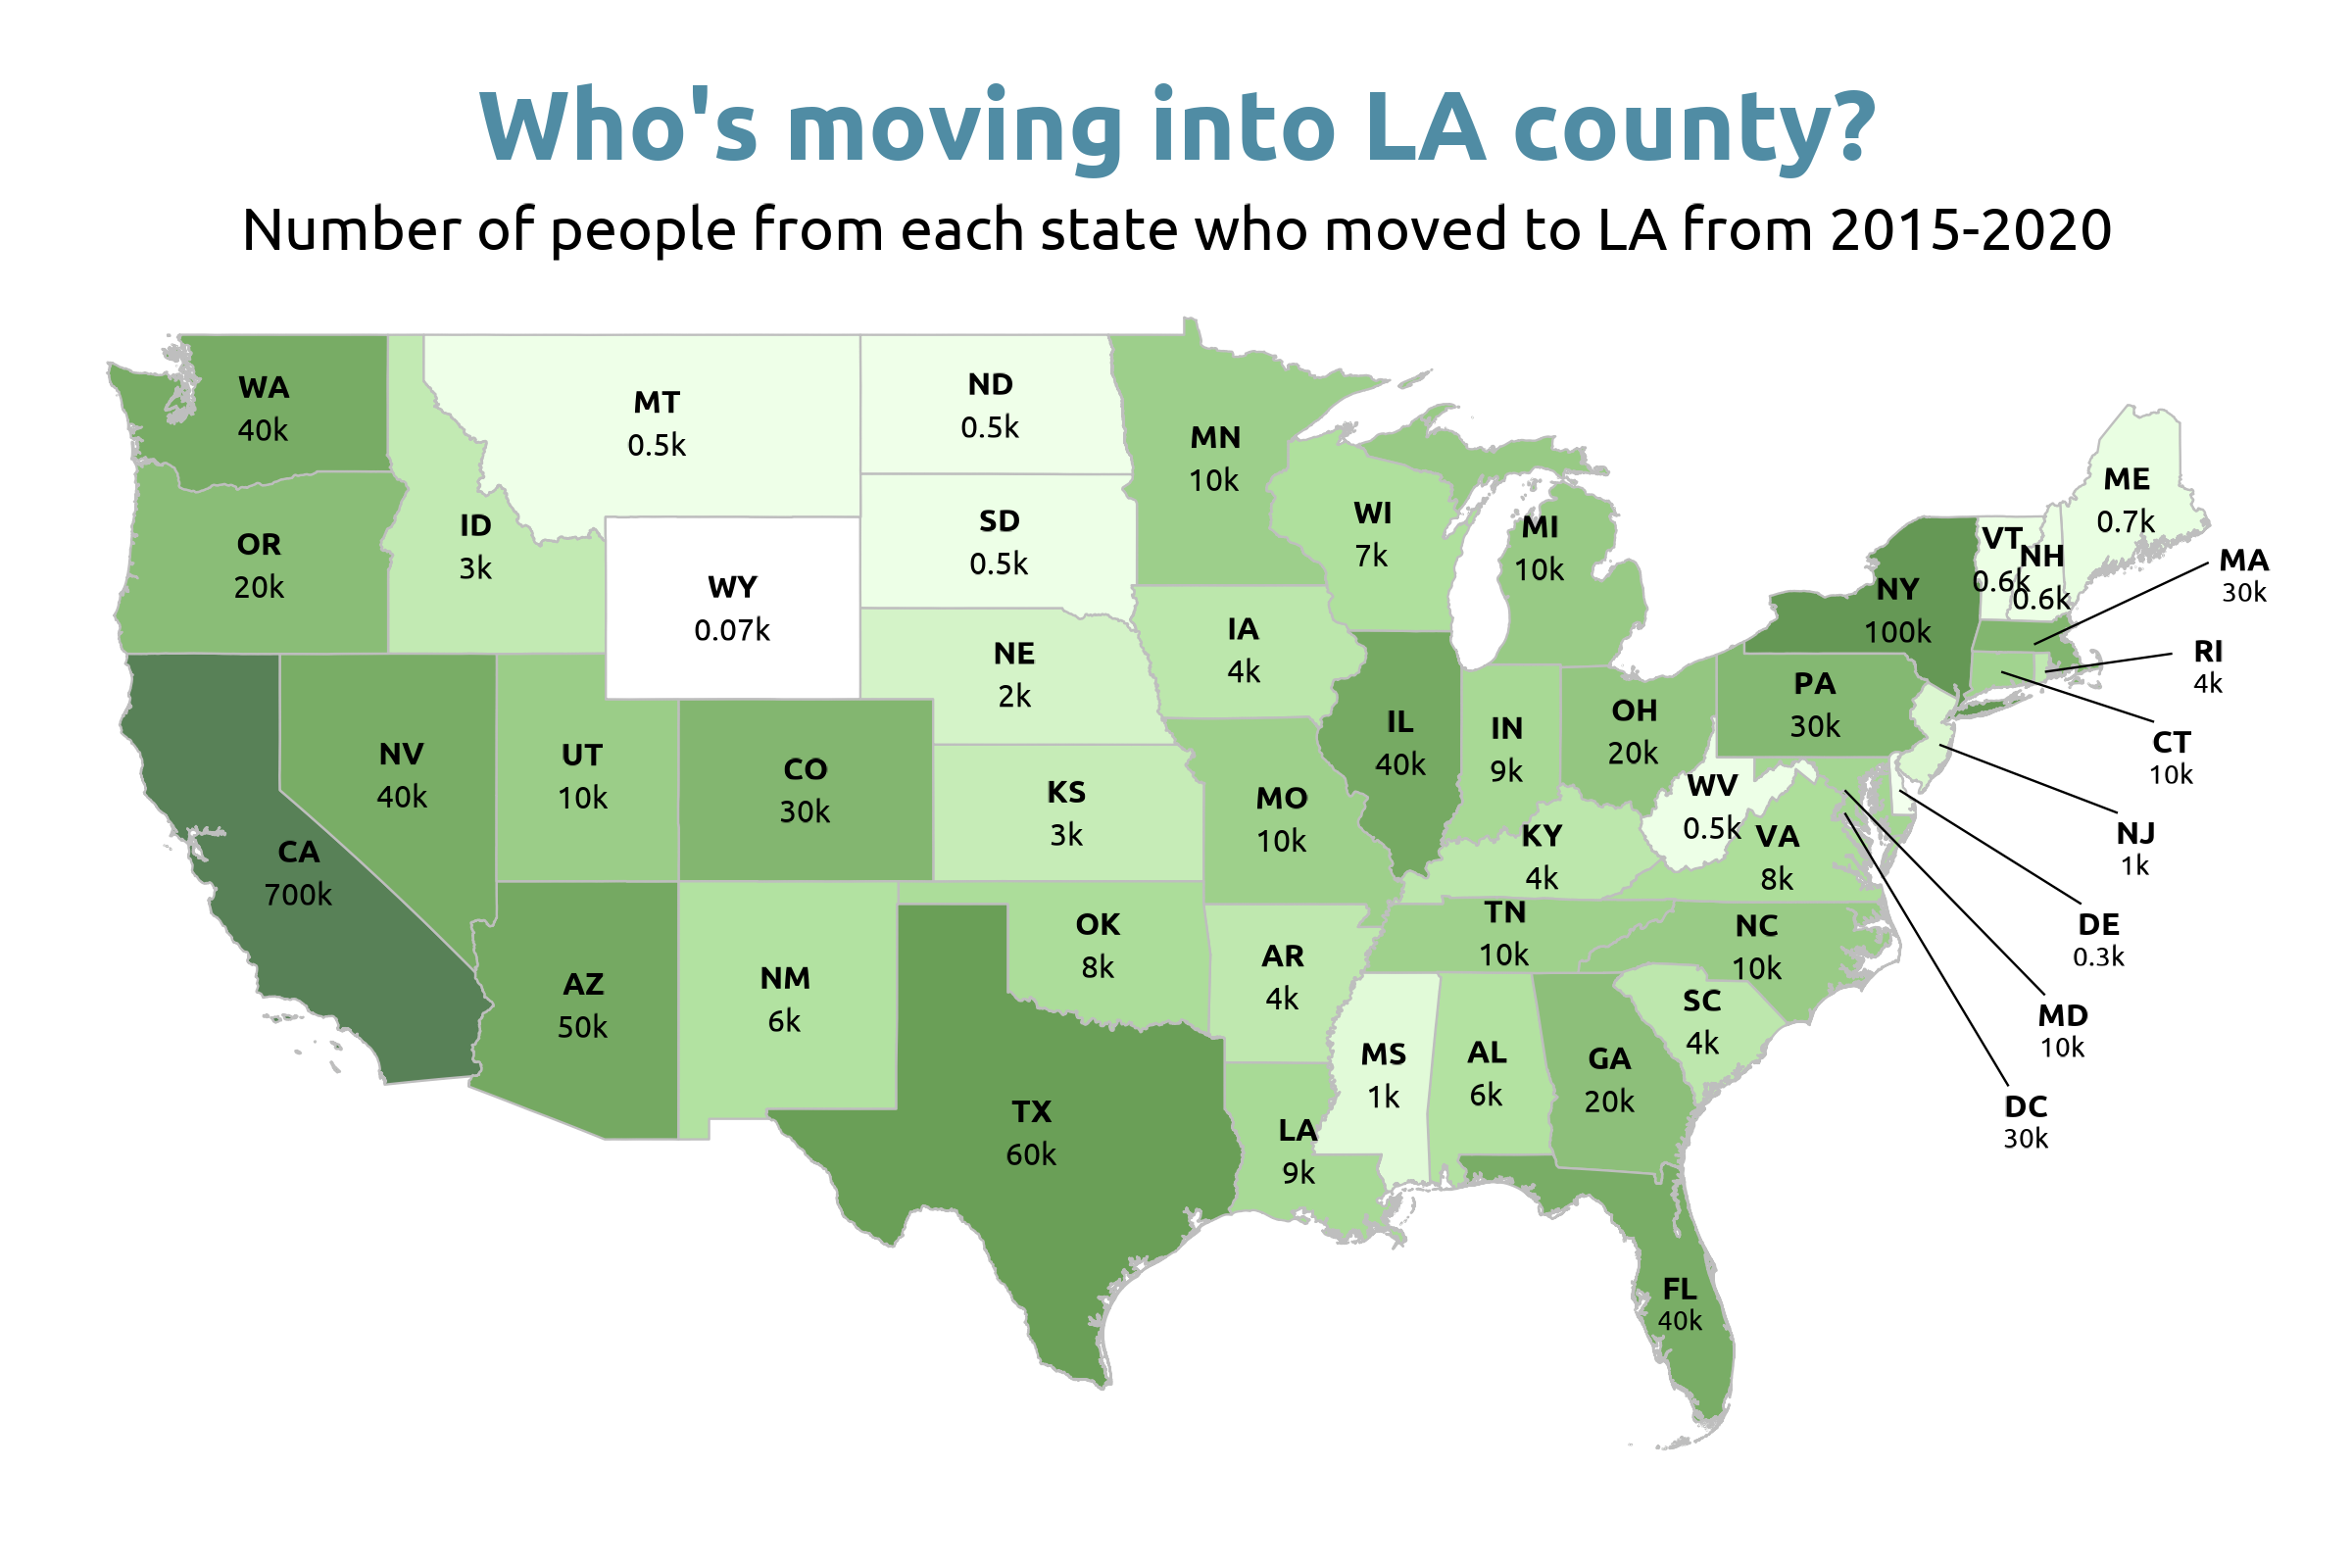 Who's moving into LA county?
Number of people from each state who moved to LA from 2015-2020
WA
40k
MT
0.5k
ND
0.5k
MN
10k
ME
0.7k
OR
20k
ID
3k
WY
0.07k
SD
0.5k
WI
7k
MI
10k
VT
0.6k
NH
0.6k
MA
30k
NY
100k
NE
2k
IA
4k
RI
4k
PA
30k
CA
700k
NV
40k
UT
10k
CO
30k
KS
3k
MO
10k
IL
40k
IN
9k
OH
20k
WV
0.5k
CT
10k
KY
4k
VA
8k
NJ
1k
AZ
50k
NM
6k
OK
8k
AR
4k
TN
10k
NC
10k
DE
0.3k
SC
4k
MD
10k
TX
60k
LA
9k
MS
1k
AL
6k
GA
20k
DC
30k
FL
40k